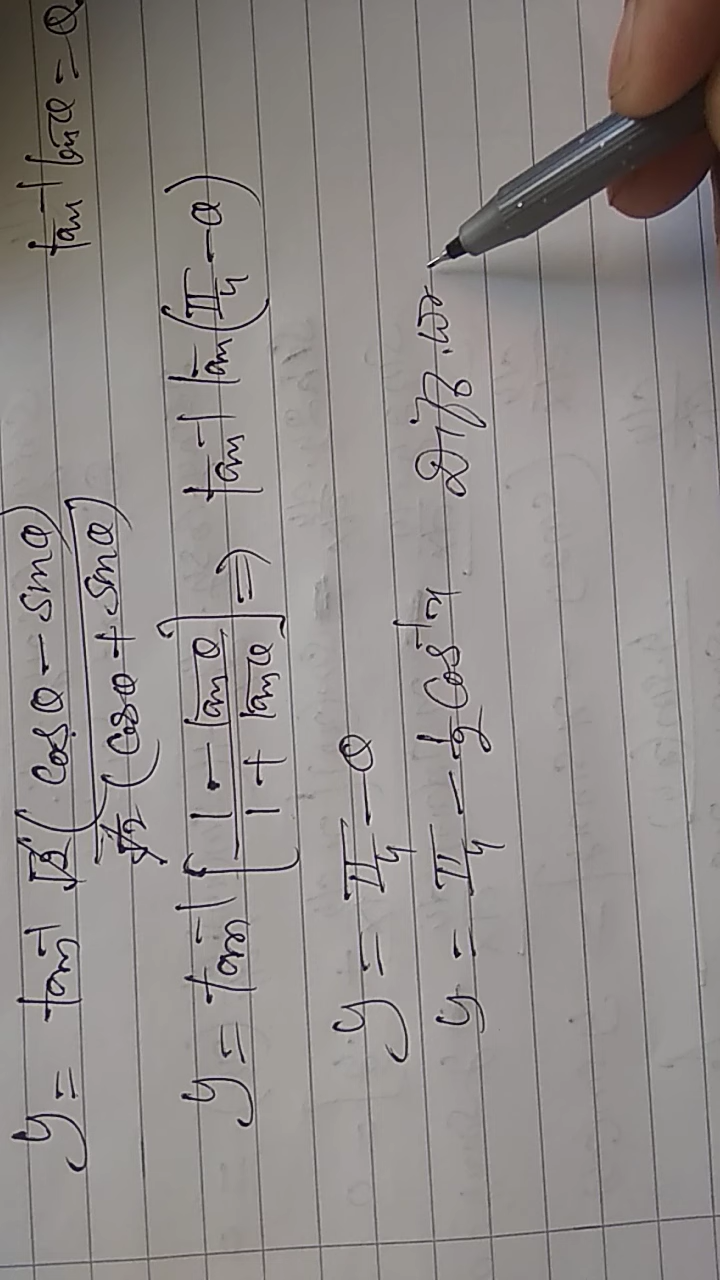 y = tan⁻¹ √2 (cosθ - sinθ) / √2 (cosθ + sinθ) tan⁻¹ tanθ = θ
y = tan⁻¹ [ (1 - tanθ) / (1 + tanθ) ] ⇒ tan⁻¹ tan (π/4 - θ)
y = π/4 - θ
y = π/4 - 1/2 cos⁻¹x Diff. w.r